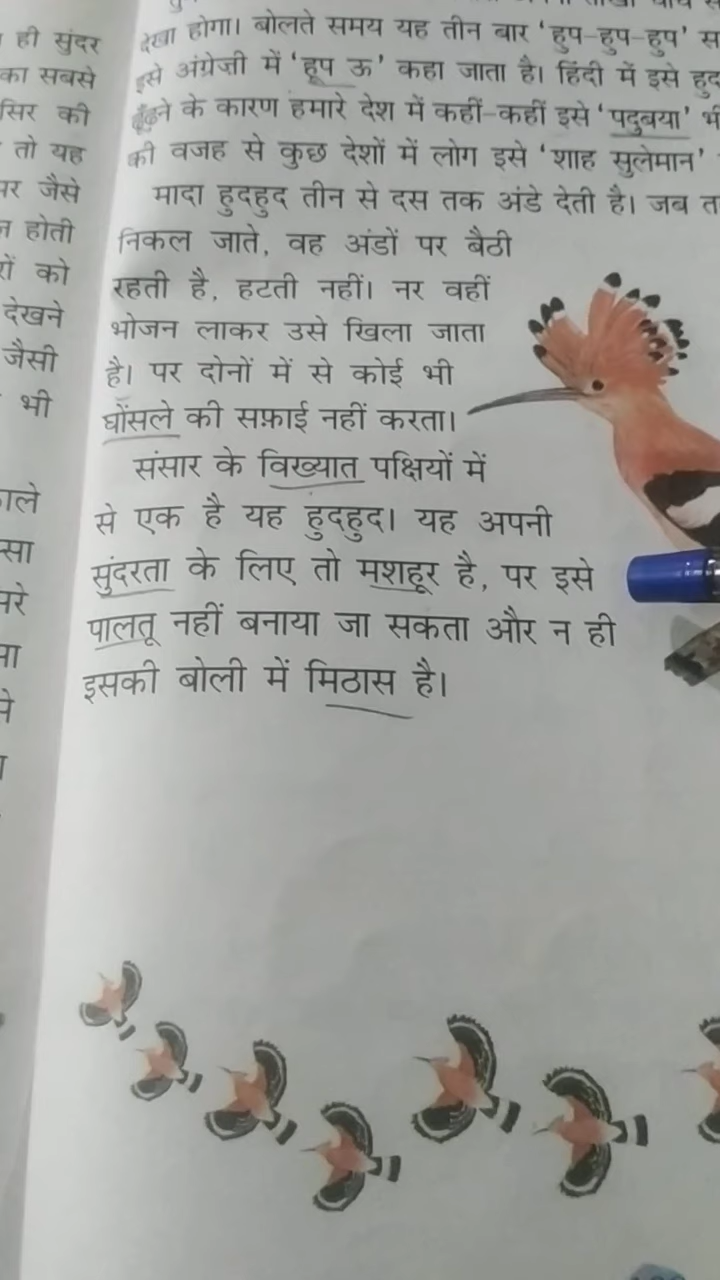 ही सुंदर
का सबसे
सिर की
तो यह
जैसे
होती
को
देखने
जैसी
भी
देखा होगा। बोलते समय यह तीन बार 'हुप-हुप-हुप'
इसे अंग्रेजी में 'हूप ऊ' कहा जाता है। हिंदी में इसे
ढूँढ़ने के कारण हमारे देश में कहीं-कहीं इसे 'पदुबया'
की वजह से कुछ देशों में लोग इसे 'शाह सुलेमान'
मादा हुदहुद तीन से दस तक अंडे देती है। जब
निकल जाते, वह अंडों पर बैठी
रहती है, हटती नहीं। नर वहीं
भोजन लाकर उसे खिला जाता
है। पर दोनों में से कोई भी
घोंसले की सफ़ाई नहीं करता।
संसार के विख्यात पक्षियों में
से एक है यह हुदहुद। यह अपनी
सुंदरता के लिए तो मशहूर है, पर इसे
पालतू नहीं बनाया जा सकता और न ही
इसकी बोली में मिठास है।